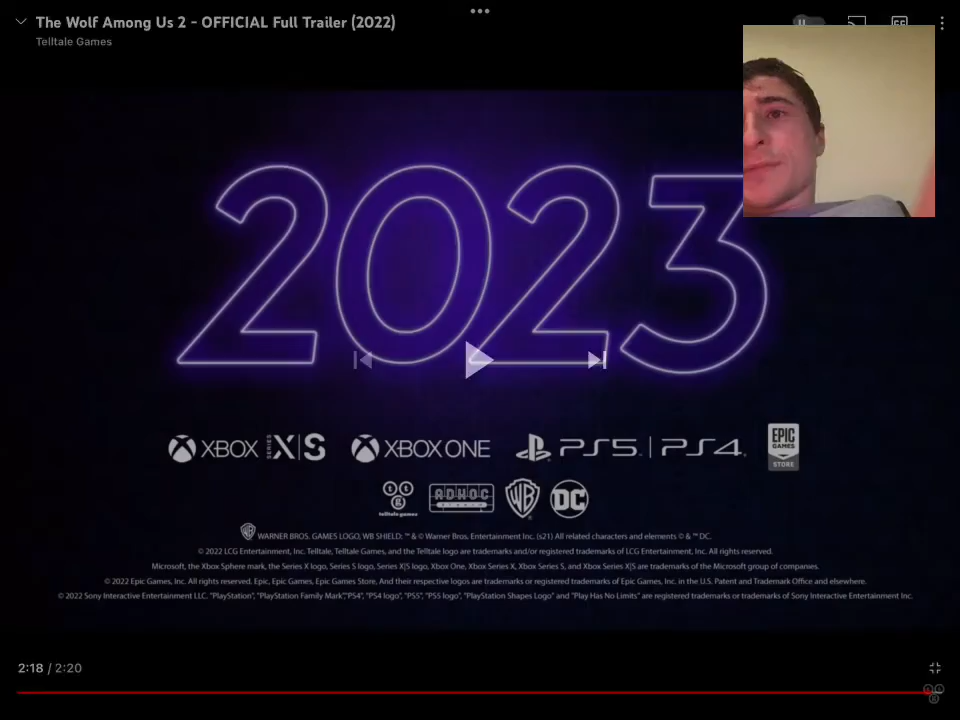 The Wolf Among Us 2 - OFFICIAL Full Trailer (2022)
Telltale Games
2023
XBOX SERIES X|S XBOX ONE PS5 | PS4 EPIC GAMES STORE
telltale.games ADHOC STUDIO WB DC
WARNER BROS. GAMES LOGO, WB SHIELD: ™ & © Warner Bros. Entertainment Inc. (s21) All related characters and elements © & ™ DC.
© 2022 LCG Entertainment, Inc. Telltale, Telltale Games, and the Telltale logo are trademarks and/or registered trademarks of LCG Entertainment, Inc. All rights reserved.
Microsoft, the Xbox Sphere mark, the Series X logo, Series S logo, Series X|S logo, Xbox One, Xbox Series X, Xbox Series S, and Xbox Series X|S are trademarks of the Microsoft group of companies.
© 2022 Epic Games, Inc. All rights reserved. Epic, Epic Games, Epic Games Store, And their respective logos are trademarks or registered trademarks of Epic Games, Inc. in the U.S. Patent and Trademark Office and elsewhere.
© 2022 Sony Interactive Entertainment LLC. "PlayStation", "PlayStation Family Mark", "PS4", "PS4 logo", "PS5", "PS5 logo", "PlayStation Shapes Logo" and "Play Has No Limits" are registered trademarks or trademarks of Sony Interactive Entertainment Inc.
2:18 / 2:20